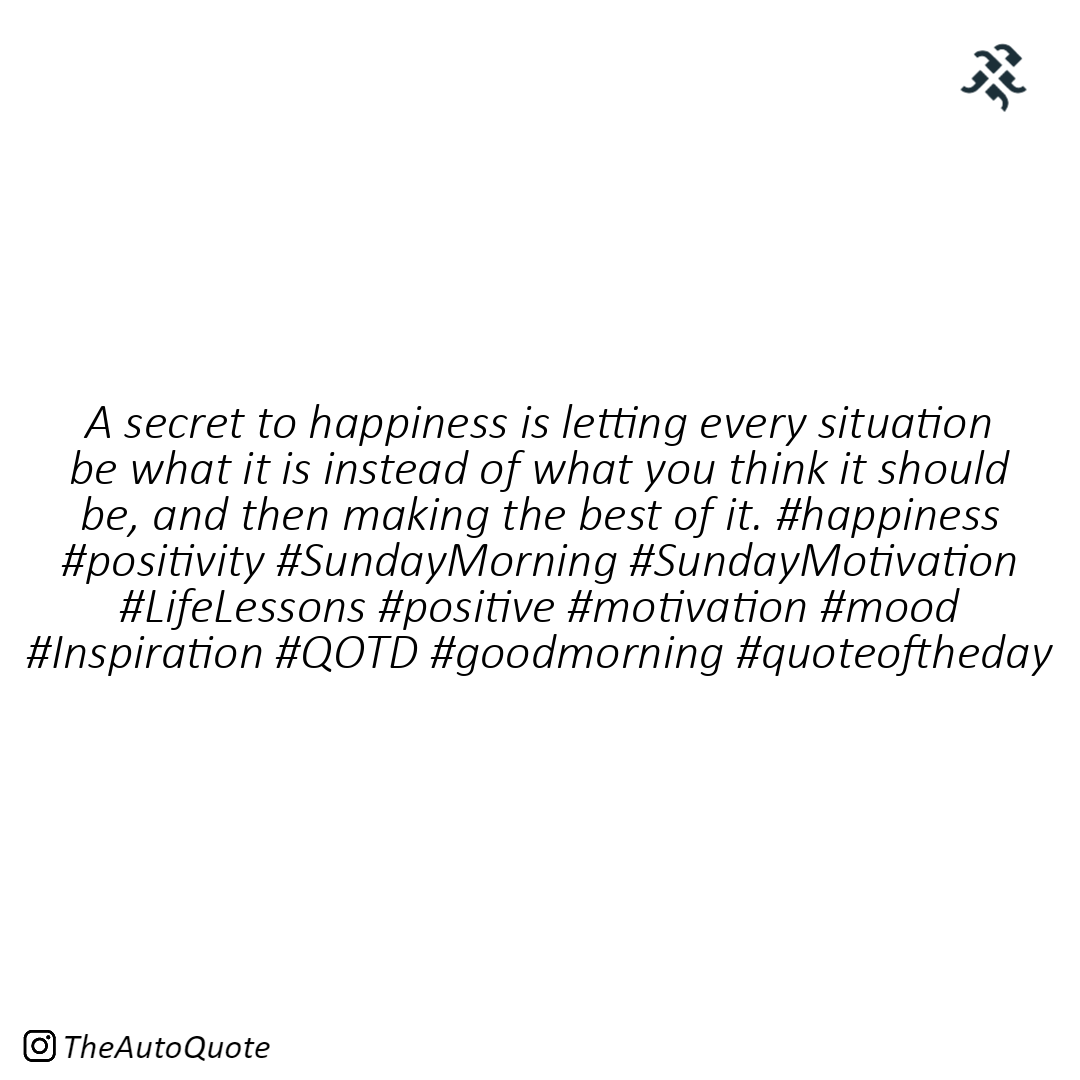 A secret to happiness is letting every situation
be what it is instead of what you think it should
be, and then making the best of it. #happiness
#positivity #SundayMorning #SundayMotivation
#LifeLessons #positive #motivation #mood
#Inspiration #QOTD #goodmorning #quoteoftheday
TheAutoQuote